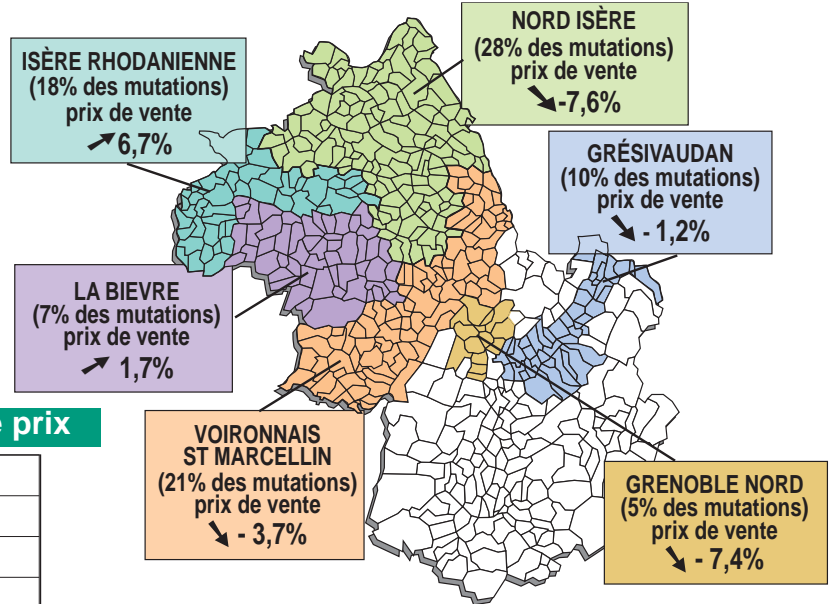 NORD ISÈRE
(28% des mutations)
prix de vente
-7,6%
ISÈRE RHODANIENNE
(18% des mutations)
prix de vente
6,7%
GRÉSIVAUDAN
(10% des mutations)
prix de vente
- 1,2%
LA BIEVRE
(7% des mutations)
prix de vente
1,7%
prix
VOIRONNAIS
ST MARCELLIN
(21% des mutations)
prix de vente
- 3,7%
GRENOBLE NORD
(5% des mutations)
prix de vente
- 7,4%